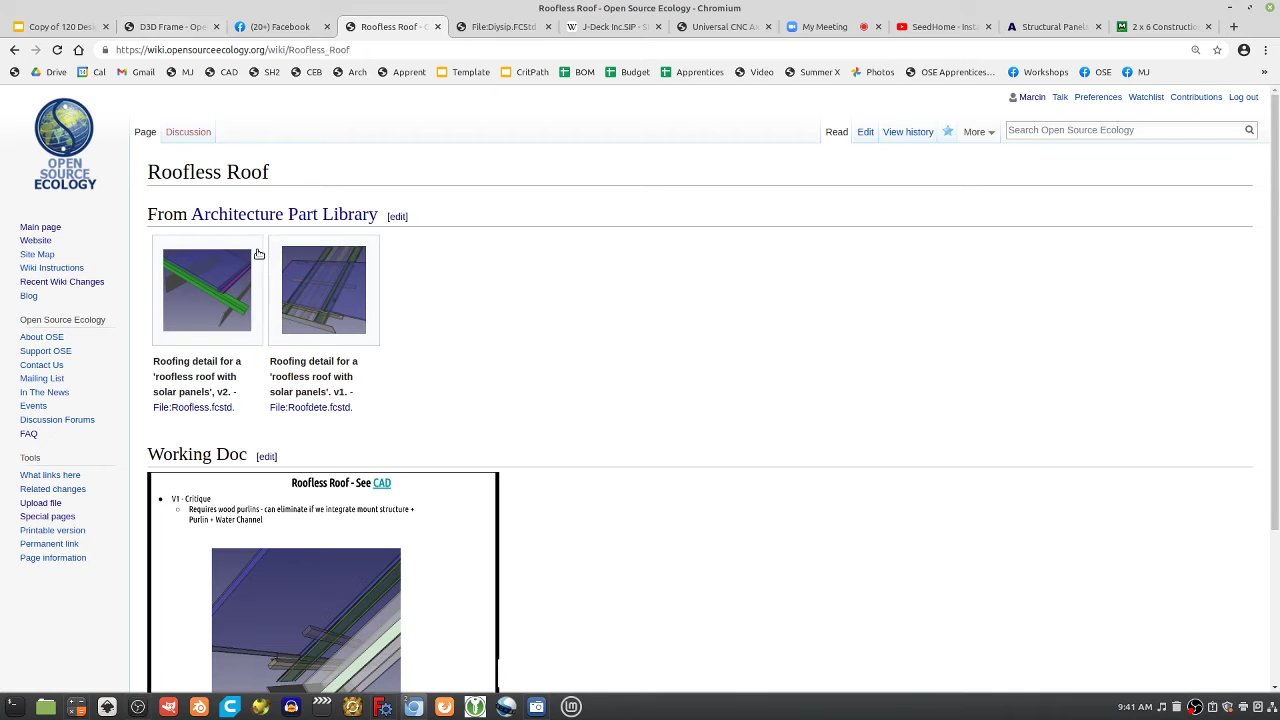 Roofless Roof - Open Source Ecology - Chromium
Copy of 120 Des
D3D Frame - Ope
(20+) Facebook
Roofless Roof - O
File:Diysip.FCStd
J-Deck Inc.SIP - S
Universal CNC Ax
My Meeting
SeedHome - Insta
Structural Panels
2 x 6 Constructio
https://wiki.opensourceecology.org/wiki/Roofless_Roof
Drive
Cal
Gmail
MJ
CAD
SH2
CEB
Arch
Apprent
Template
CritPath
BOM
Budget
Apprentices
Video
Summer X
Photos
OSE Apprentices...
Workshops
OSE
MJ
»
Marcin Talk Preferences Watchlist Contributions Log out
OPEN
SOURCE
ECOLOGY
Page Discussion
Read Edit View history More
Search Open Source Ecology
Main page
Website
Site Map
Wiki Instructions
Recent Wiki Changes
Blog
Open Source Ecology
About OSE
Support OSE
Contact Us
Mailing List
In The News
Events
Discussion Forums
FAQ
Tools
What links here
Related changes
Upload file
Special pages
Printable version
Permanent link
Page information
Roofless Roof
From Architecture Part Library [edit]
Roofing detail for a
'roofless roof with
solar panels', v2. -
File:Roofless.fcstd.
Roofing detail for a
'roofless roof with
solar panels'. v1. -
File:Roofdete.fcstd.
Working Doc [edit]
Roofless Roof - See CAD
● V1 - Critique
○ Requires wood purlins - can eliminate if we integrate mount structure +
Purlin + Water Channel
9:41 AM